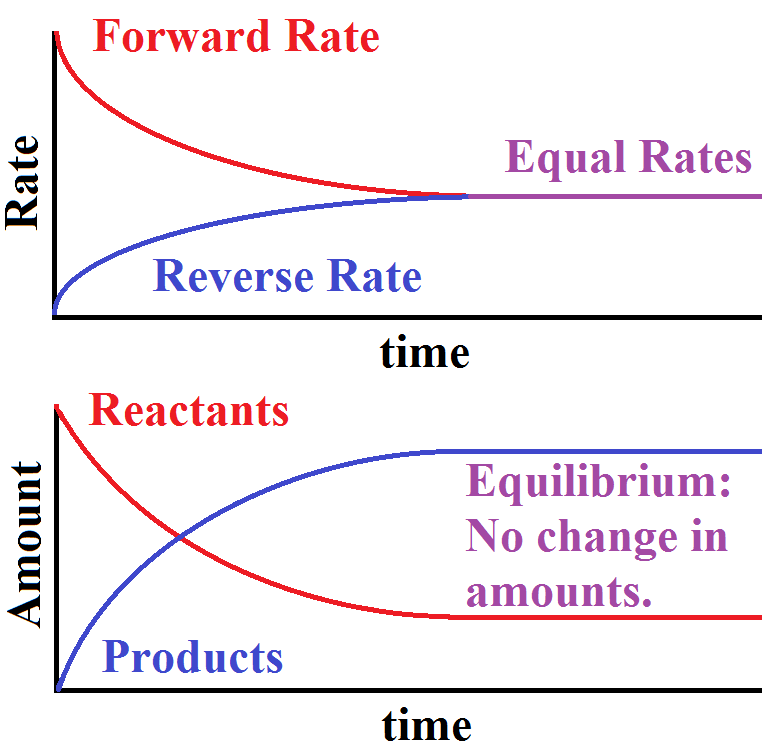 Forward Rate
Rate
Equal Rates
Reverse Rate
time
Reactants
Amount
Equilibrium:
No change in
amounts.
Products
time